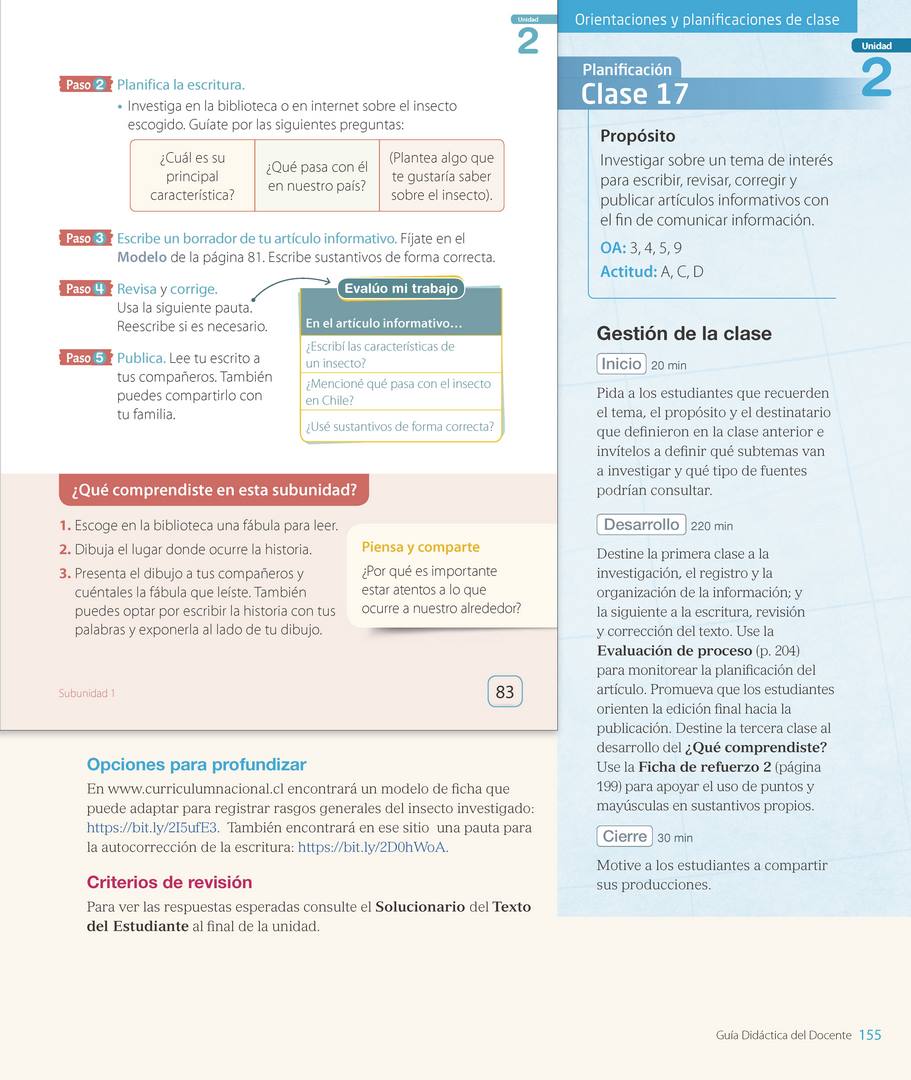 Unidad
2
Paso 2 Planifica la escritura.
• Investiga en la biblioteca o en internet sobre el insecto
escogido. Guíate por las siguientes preguntas:
¿Cuál es su
principal
característica?
¿Qué pasa con él
en nuestro país?
(Plantea algo que
te gustaría saber
sobre el insecto).
Paso 3 Escribe un borrador de tu artículo informativo. Fíjate en el
Modelo de la página 81. Escribe sustantivos de forma correcta.
Paso 4 Revisa y corrige.
Usa la siguiente pauta.
Reescribe si es necesario.
Paso 5 Publica. Lee tu escrito a
tus compañeros. También
puedes compartirlo con
tu familia.
Evalúo mi trabajo
En el artículo informativo…
¿Escribí las características de
un insecto?
¿Mencioné qué pasa con el insecto
en Chile?
¿Usé sustantivos de forma correcta?
¿Qué comprendiste en esta subunidad?
1. Escoge en la biblioteca una fábula para leer.
2. Dibuja el lugar donde ocurre la historia.
3. Presenta el dibujo a tus compañeros y
cuéntales la fábula que leíste. También
puedes optar por escribir la historia con tus
palabras y exponerla al lado de tu dibujo.
Piensa y comparte
¿Por qué es importante
estar atentos a lo que
ocurre a nuestro alrededor?
Subunidad 1
83
Opciones para profundizar
En www.curriculumnacional.cl encontrará un modelo de ficha que
puede adaptar para registrar rasgos generales del insecto investigado:
https://bit.ly/2I5ufE3. También encontrará en ese sitio una pauta para
la autocorrección de la escritura: https://bit.ly/2D0hWoA.
Criterios de revisión
Para ver las respuestas esperadas consulte el Solucionario del Texto
del Estudiante al final de la unidad.
Orientaciones y planificaciones de clase
Unidad
2
Planificación
Clase 17
Propósito
Investigar sobre un tema de interés
para escribir, revisar, corregir y
publicar artículos informativos con
el fin de comunicar información.
OA: 3, 4, 5, 9
Actitud: A, C, D
Gestión de la clase
Inicio 20 min
Pida a los estudiantes que recuerden
el tema, el propósito y el destinatario
que definieron en la clase anterior e
invítelos a definir qué subtemas van
a investigar y qué tipo de fuentes
podrían consultar.
Desarrollo 220 min
Destine la primera clase a la
investigación, el registro y la
organización de la información; y
la siguiente a la escritura, revisión
y corrección del texto. Use la
Evaluación de proceso (p. 204)
para monitorear la planificación del
artículo. Promueva que los estudiantes
orienten la edición final hacia la
publicación. Destine la tercera clase al
desarrollo del ¿Qué comprendiste?
Use la Ficha de refuerzo 2 (página
199) para apoyar el uso de puntos y
mayúsculas en sustantivos propios.
Cierre 30 min
Motive a los estudiantes a compartir
sus producciones.
Guía Didáctica del Docente 155